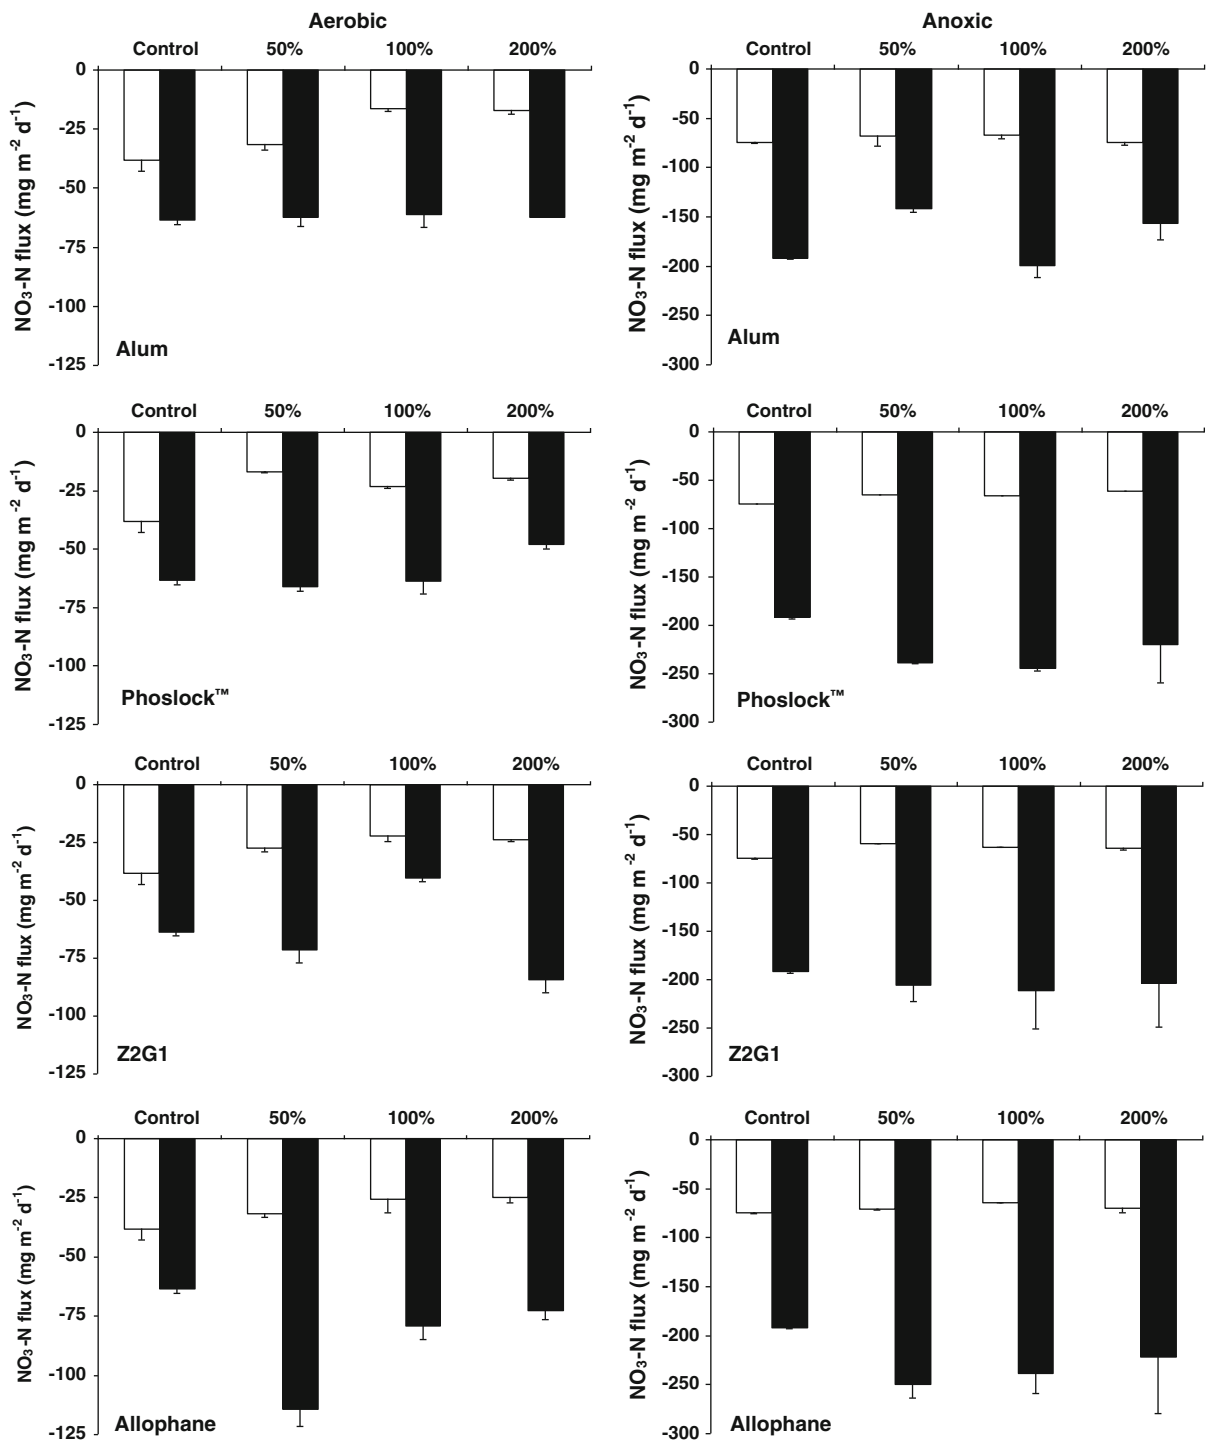 Aerobic
Control 50% 100% 200%
0
-25
-50
-75
-100
-125
NO₃-N flux (mg m⁻² d⁻¹)
Alum
Anoxic
Control 50% 100% 200%
0
-50
-100
-150
-200
-250
-300
NO₃-N flux (mg m⁻² d⁻¹)
Alum
Control 50% 100% 200%
0
-25
-50
-75
-100
-125
NO₃-N flux (mg m⁻² d⁻¹)
Phoslock™
Control 50% 100% 200%
0
-50
-100
-150
-200
-250
-300
NO₃-N flux (mg m⁻² d⁻¹)
Phoslock™
Control 50% 100% 200%
0
-25
-50
-75
-100
-125
NO₃-N flux (mg m⁻² d⁻¹)
Z2G1
Control 50% 100% 200%
0
-50
-100
-150
-200
-250
-300
NO₃-N flux (mg m⁻² d⁻¹)
Z2G1
Control 50% 100% 200%
0
-25
-50
-75
-100
-125
NO₃-N flux (mg m⁻² d⁻¹)
Allophane
Control 50% 100% 200%
0
-50
-100
-150
-200
-250
-300
NO₃-N flux (mg m⁻² d⁻¹)
Allophane